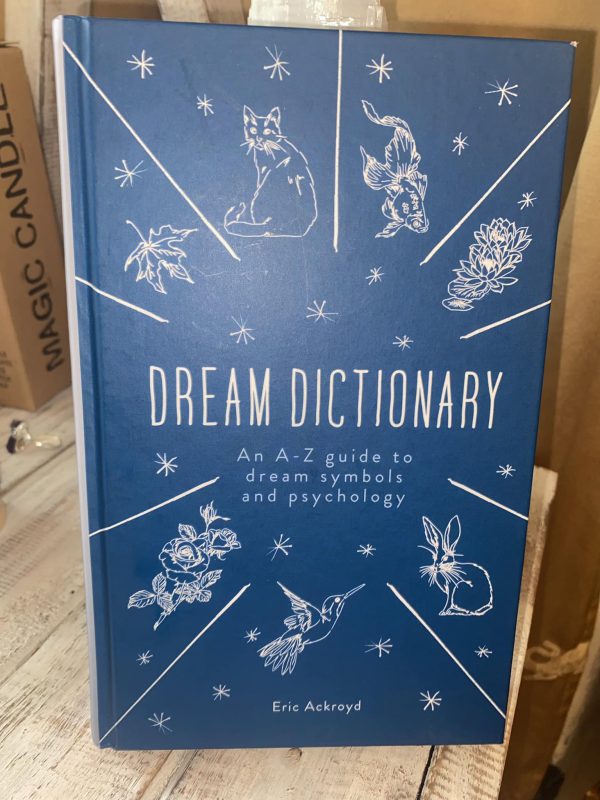 MAGIC CANDLE
DREAM DICTIONARY
An A-Z guide to
dream symbols
and psychology
Eric Ackroyd